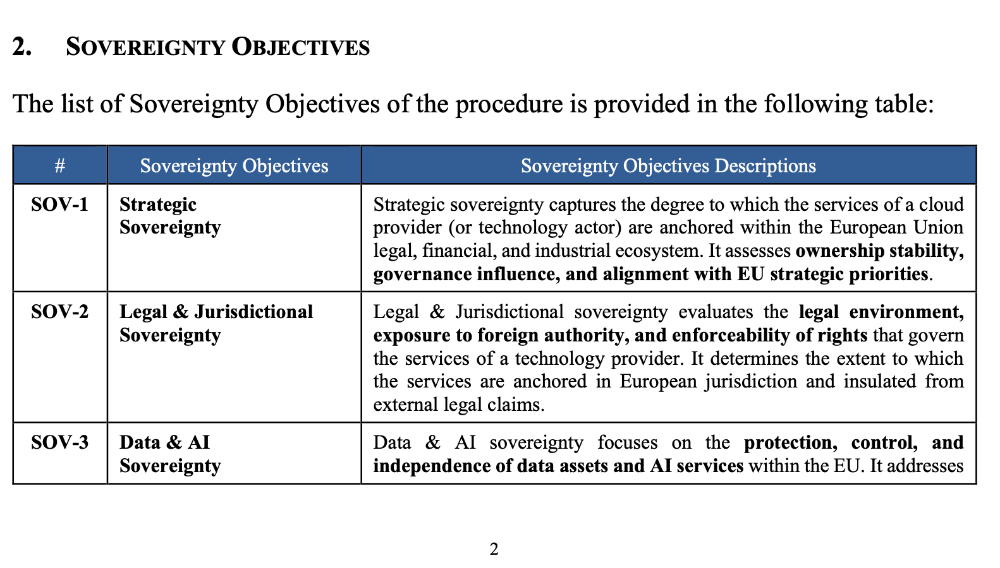 2. SOVEREIGNTY OBJECTIVES
The list of Sovereignty Objectives of the procedure is provided in the following table:
# Sovereignty Objectives Sovereignty Objectives Descriptions
SOV-1
Strategic
Sovereignty
Strategic sovereignty captures the degree to which the services of a cloud
provider (or technology actor) are anchored within the European Union
legal, financial, and industrial ecosystem. It assesses ownership stability,
governance influence, and alignment with EU strategic priorities.
SOV-2
Legal & Jurisdictional
Sovereignty
Legal & Jurisdictional sovereignty evaluates the legal environment,
exposure to foreign authority, and enforceability of rights that govern
the services of a technology provider. It determines the extent to which
the services are anchored in European jurisdiction and insulated from
external legal claims.
SOV-3
Data & AI
Sovereignty
Data & AI sovereignty focuses on the protection, control, and
independence of data assets and AI services within the EU. It addresses
2